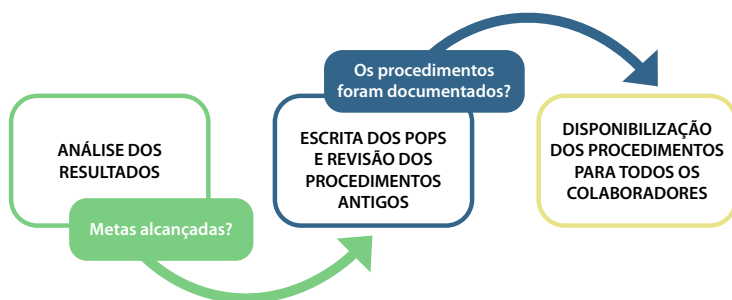 ANÁLISE DOS
RESULTADOS
Metas alcançadas?
Os procedimentos
foram documentados?
ESCRITA DOS POPS
E REVISÃO DOS
PROCEDIMENTOS
ANTIGOS
DISPONIBILIZAÇÃO
DOS PROCEDIMENTOS
PARA TODOS OS
COLABORADORES